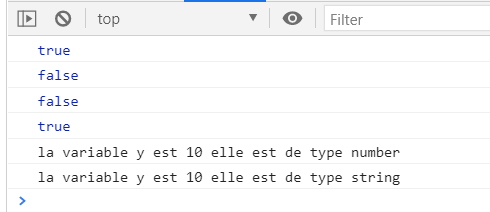 top
Filter
true
false
false
true
la variable y est 10 elle est de type number
la variable y est 10 elle est de type string
>